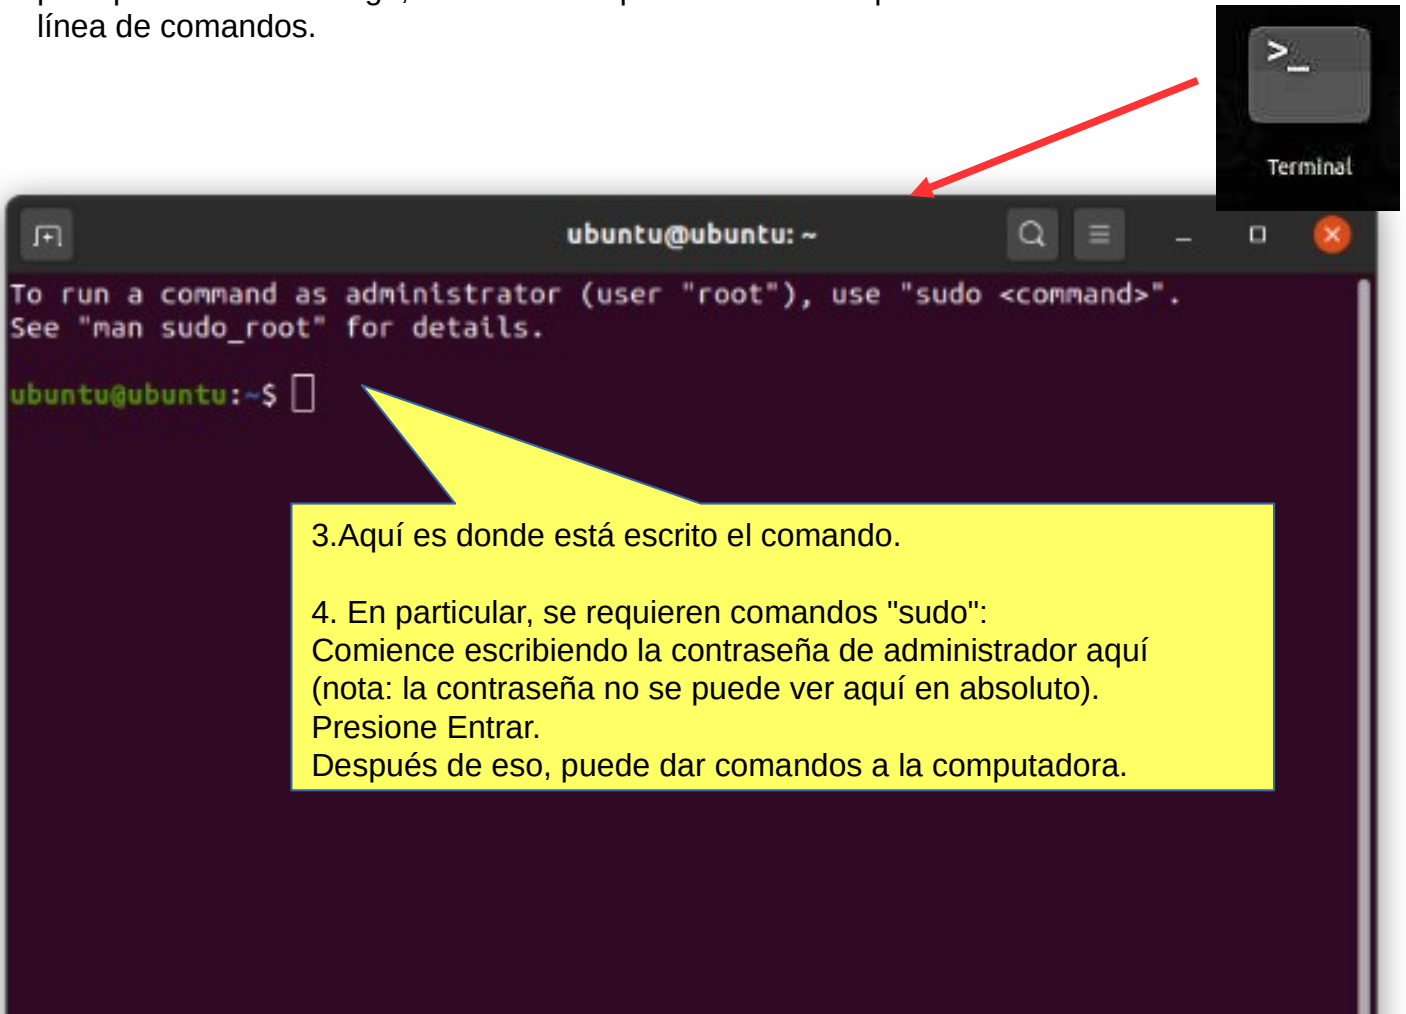 línea de comandos.
>_
Terminal
ubuntu@ubuntu: ~
To run a command as administrator (user "root"), use "sudo <command>".
See "man sudo_root" for details.
ubuntu@ubuntu:~$
3.Aquí es donde está escrito el comando.
4. En particular, se requieren comandos "sudo":
Comience escribiendo la contraseña de administrador aquí
(nota: la contraseña no se puede ver aquí en absoluto).
Presione Entrar.
Después de eso, puede dar comandos a la computadora.